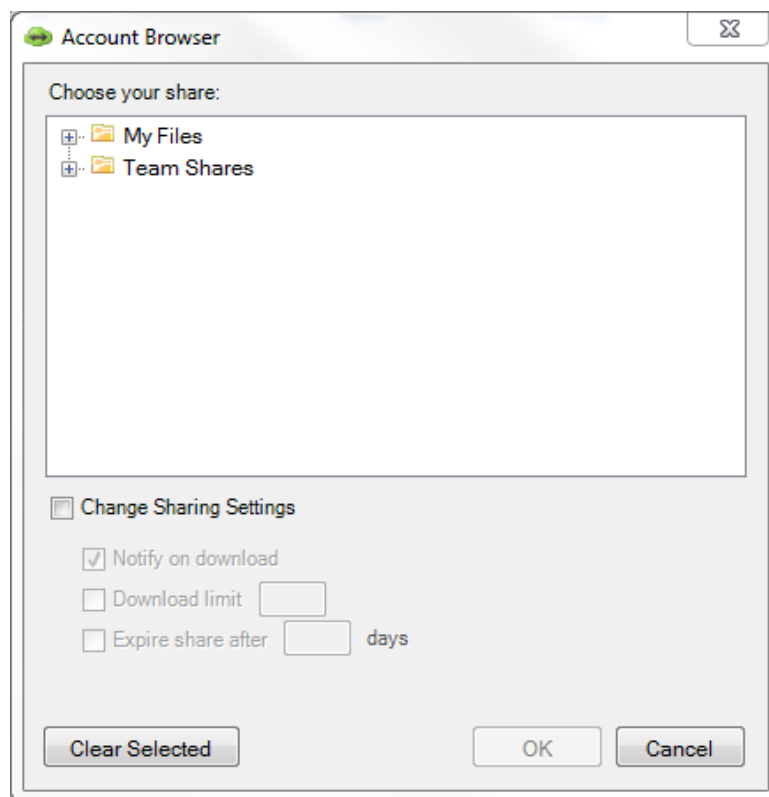 Account Browser
Choose your share:
My Files
Team Shares
Change Sharing Settings
Notify on download
Download limit
Expire share after days
Clear Selected OK Cancel